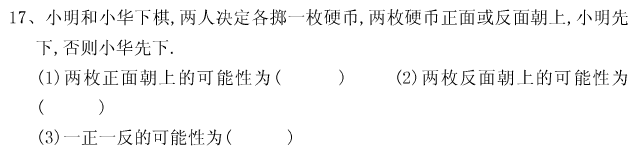 17、小明和小华下棋,两人决定各掷一枚硬币,两枚硬币正面或反面朝上,小明先
下,否则小华先下.
(1)两枚正面朝上的可能性为(　　) (2)两枚反面朝上的可能性为
(　　)
(3)一正一反的可能性为(　　)